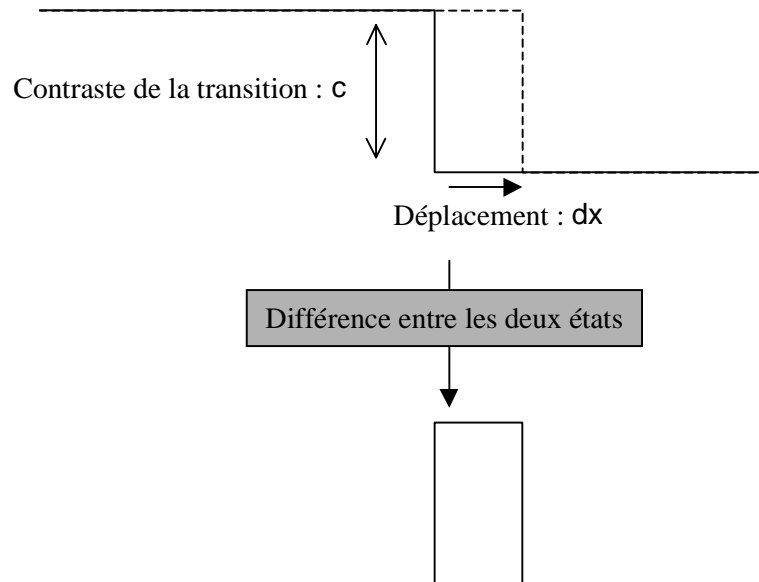 Contraste de la transition : c
Déplacement : dx
Différence entre les deux états